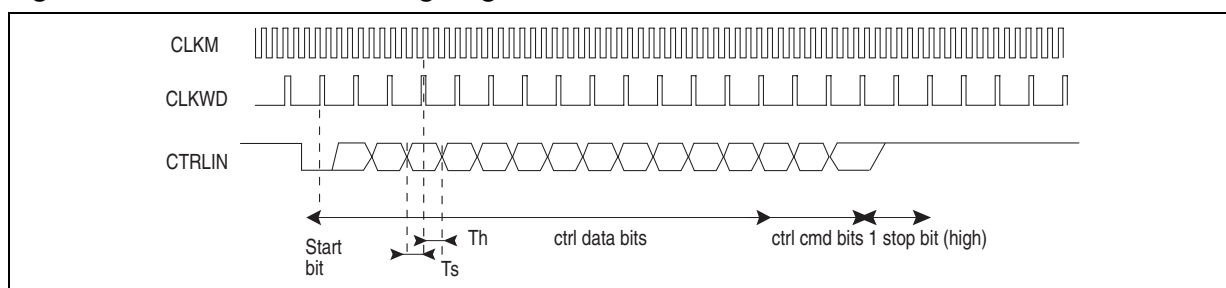 CLKM
CLKWD
CTRLIN
Th
ctrl data bits
ctrl cmd bits 1 stop bit (high)
Start
bit
Ts